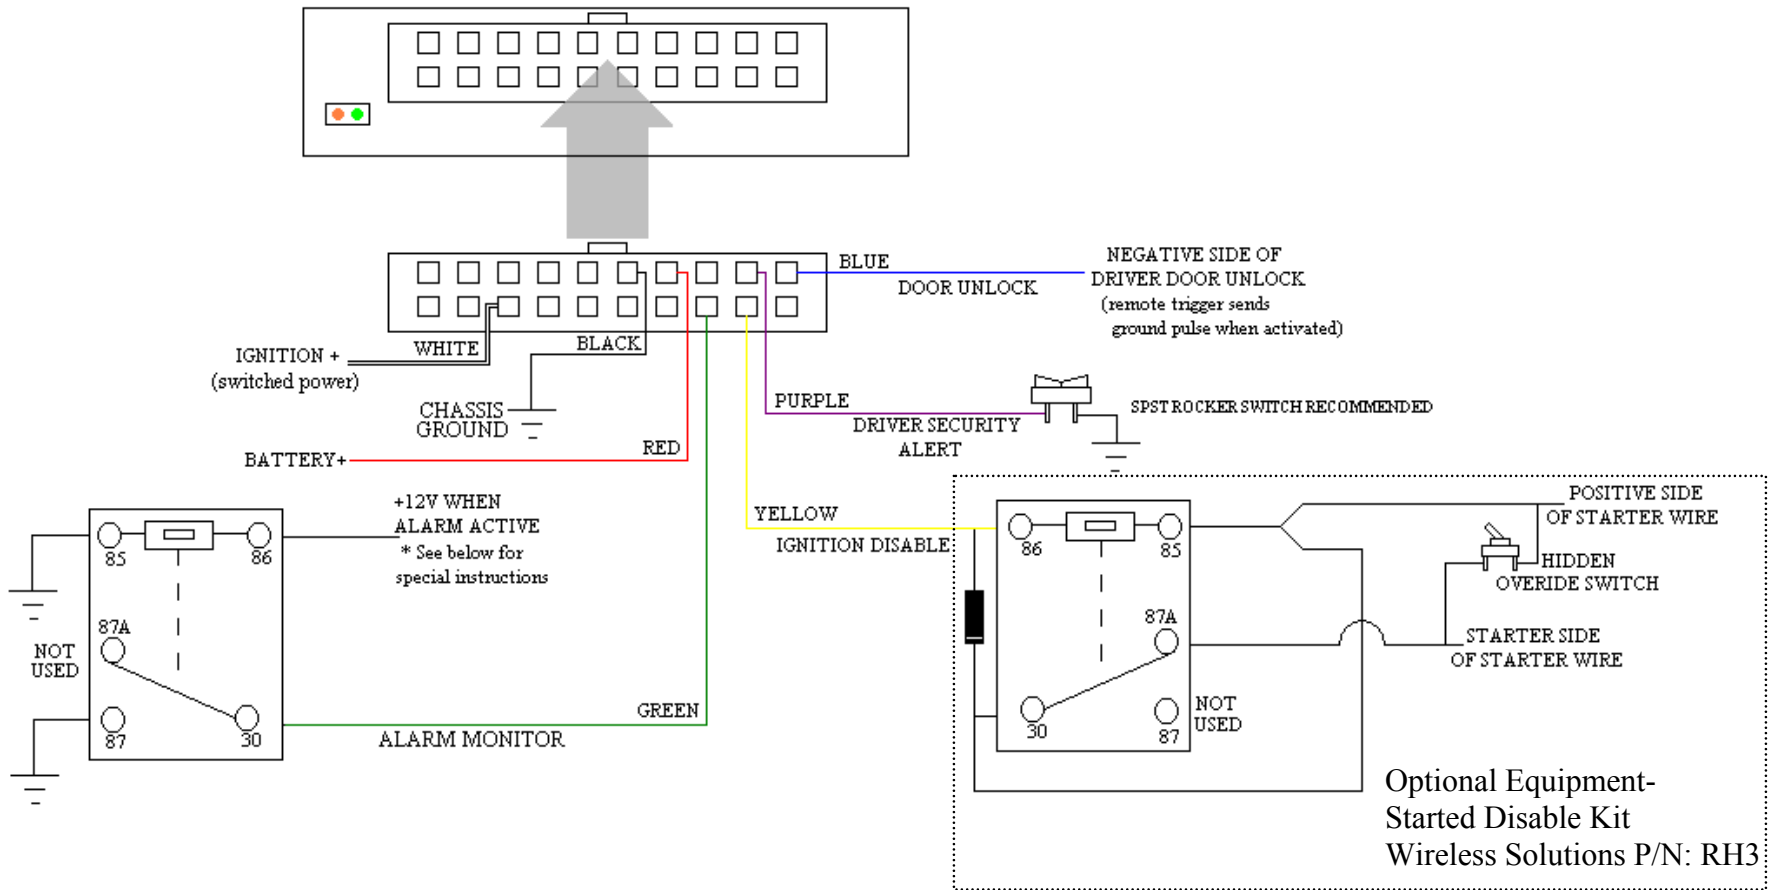 BLUE
DOOR UNLOCK
NEGATIVE SIDE OF
DRIVER DOOR UNLOCK
(remote trigger sends
ground pulse when activated)
IGNITION +
(switched power)
WHITE
BLACK
CHASSIS
GROUND
BATTERY+
RED
PURPLE
DRIVER SECURITY
ALERT
SPST ROCKER SWITCH RECOMMENDED
+12V WHEN
ALARM ACTIVE
* See below for
special instructions
85
86
87A
NOT
USED
87
30
GREEN
ALARM MONITOR
YELLOW
IGNITION DISABLE
86
85
87A
30
87
NOT
USED
POSITIVE SIDE
OF STARTER WIRE
HIDDEN
OVERIDE SWITCH
STARTER SIDE
OF STARTER WIRE
Optional Equipment-
Started Disable Kit
Wireless Solutions P/N: RH3